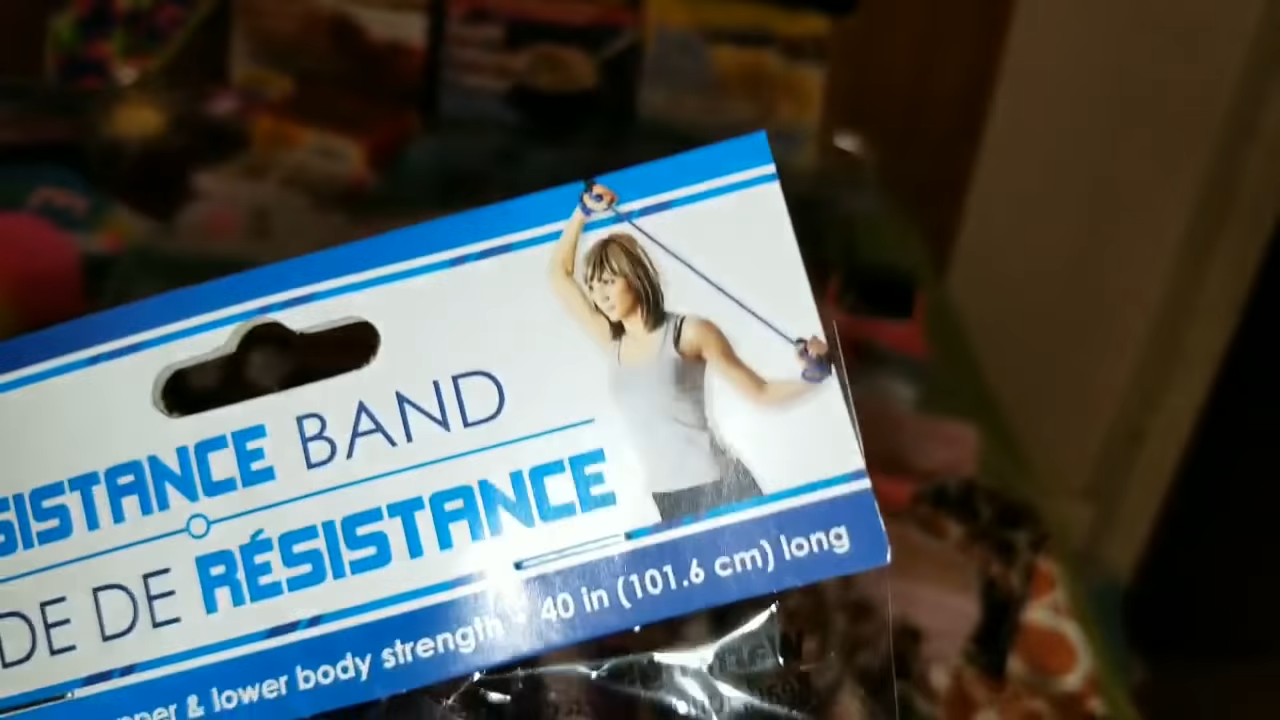 SISTANCE BAND
DE DE RÉSISTANCE
pper & lower body strength 40 in (101.6 cm) long